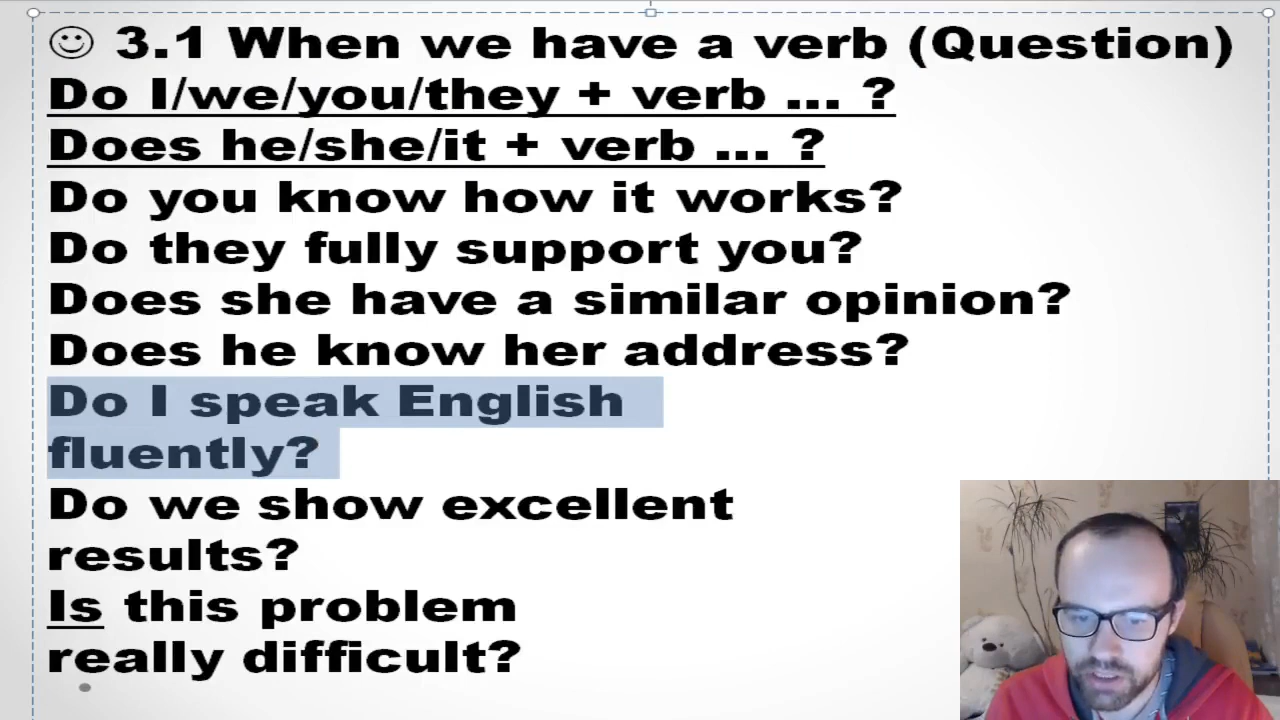 ☺ 3.1 When we have a verb (Question)
Do I/we/you/they + verb ... ?
Does he/she/it + verb ... ?
Do you know how it works?
Do they fully support you?
Does she have a similar opinion?
Does he know her address?
Do I speak English
fluently?
Do we show excellent
results?
Is this problem
really difficult?